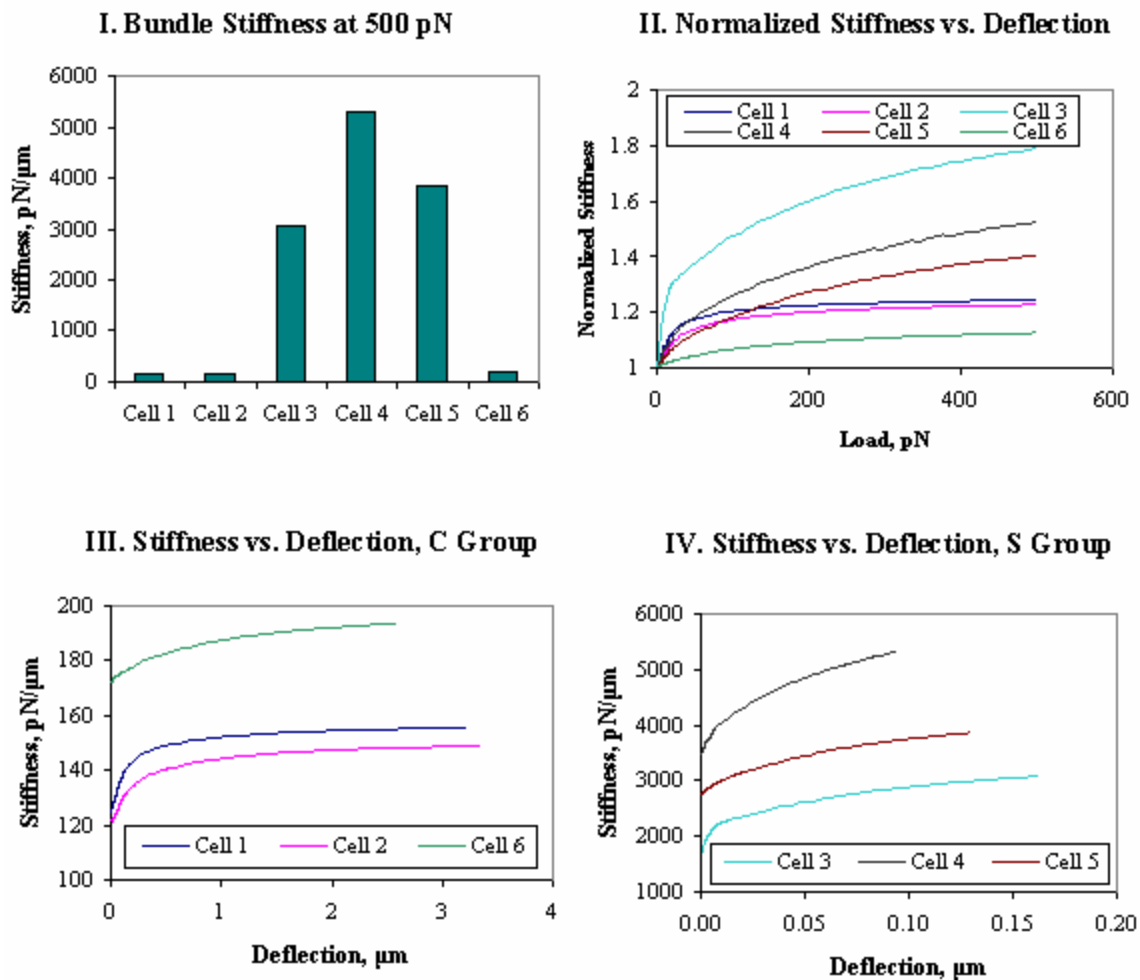 I. Bundle Stiffness at 500 pN
Stiffness, pN/μm
6000
5000
4000
3000
2000
1000
0
Cell 1 Cell 2 Cell 3 Cell 4 Cell 5 Cell 6
II. Normalized Stiffness vs. Deflection
Normalized Stiffness
2
1.8
1.6
1.4
1.2
1
Cell 1 Cell 2 Cell 3
Cell 4 Cell 5 Cell 6
0 200 400 600
Load, pN
III. Stiffness vs. Deflection, C Group
Stiffness, pN/μm
200
180
160
140
120
100
Cell 1 Cell 2 Cell 6
0 1 2 3 4
Deflection, μm
IV. Stiffness vs. Deflection, S Group
Stiffness, pN/μm
6000
5000
4000
3000
2000
1000
Cell 3 Cell 4 Cell 5
0.00 0.05 0.10 0.15 0.20
Deflection, μm